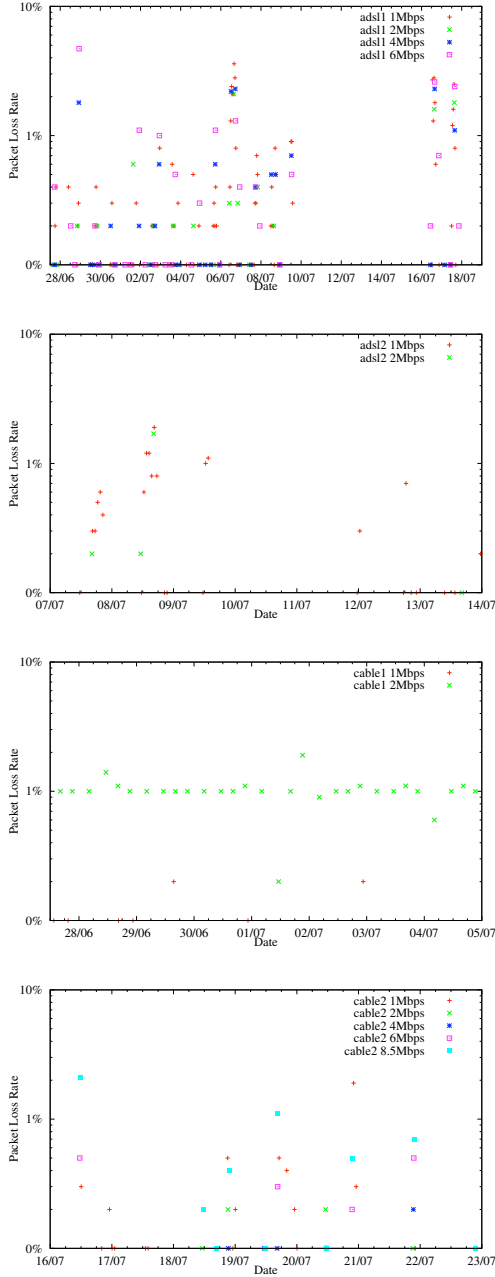 10%
adsl1 1Mbps
adsl1 2Mbps
adsl1 4Mbps
adsl1 6Mbps
Packet Loss Rate
1%
0%
28/06 30/06 02/07 04/07 06/07 08/07 10/07 12/07 14/07 16/07 18/07
Date
10%
adsl2 1Mbps
adsl2 2Mbps
Packet Loss Rate
1%
0%
07/07 08/07 09/07 10/07 11/07 12/07 13/07 14/07
Date
10%
cable1 1Mbps
cable1 2Mbps
Packet Loss Rate
1%
0%
28/06 29/06 30/06 01/07 02/07 03/07 04/07 05/07
Date
10%
cable2 1Mbps
cable2 2Mbps
cable2 4Mbps
cable2 6Mbps
cable2 8.5Mbps
Packet Loss Rate
1%
0%
16/07 17/07 18/07 19/07 20/07 21/07 22/07 23/07
Date